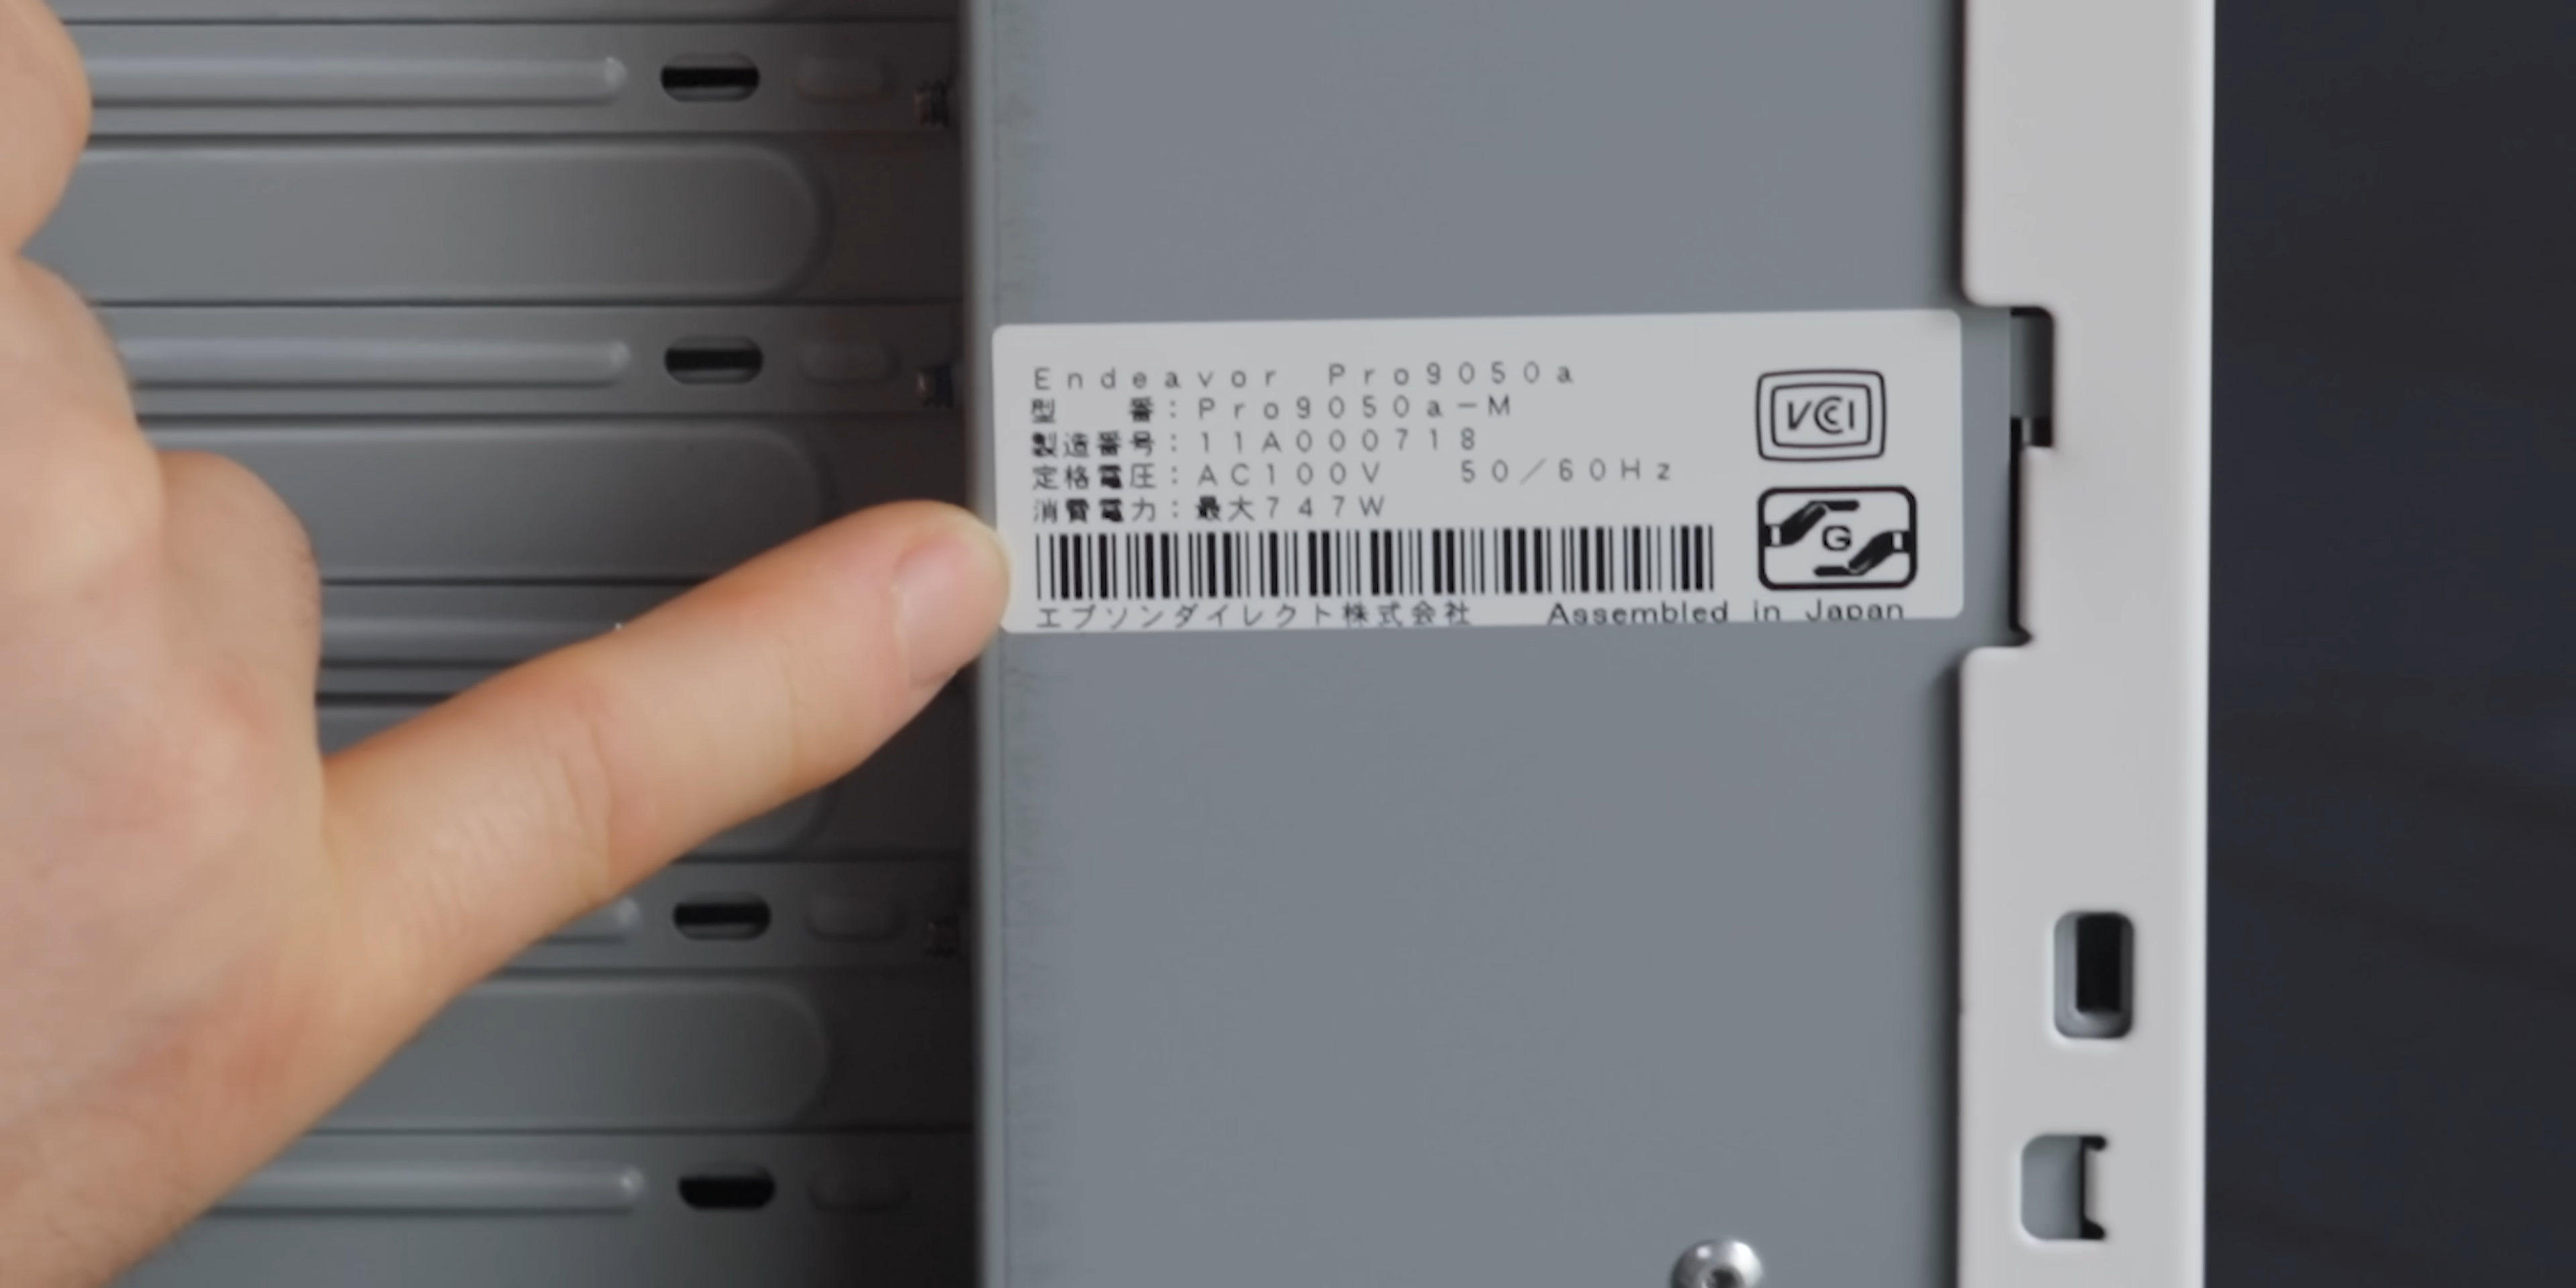 Endeavor Pro9050a
型 番：Pro9050a－M
製造番号：11A000718
定格電圧：AC100V 50／60Hz
消費電力：最大747W
VCCI
G
エプソンダイレクト株式会社 Assembled in Japan